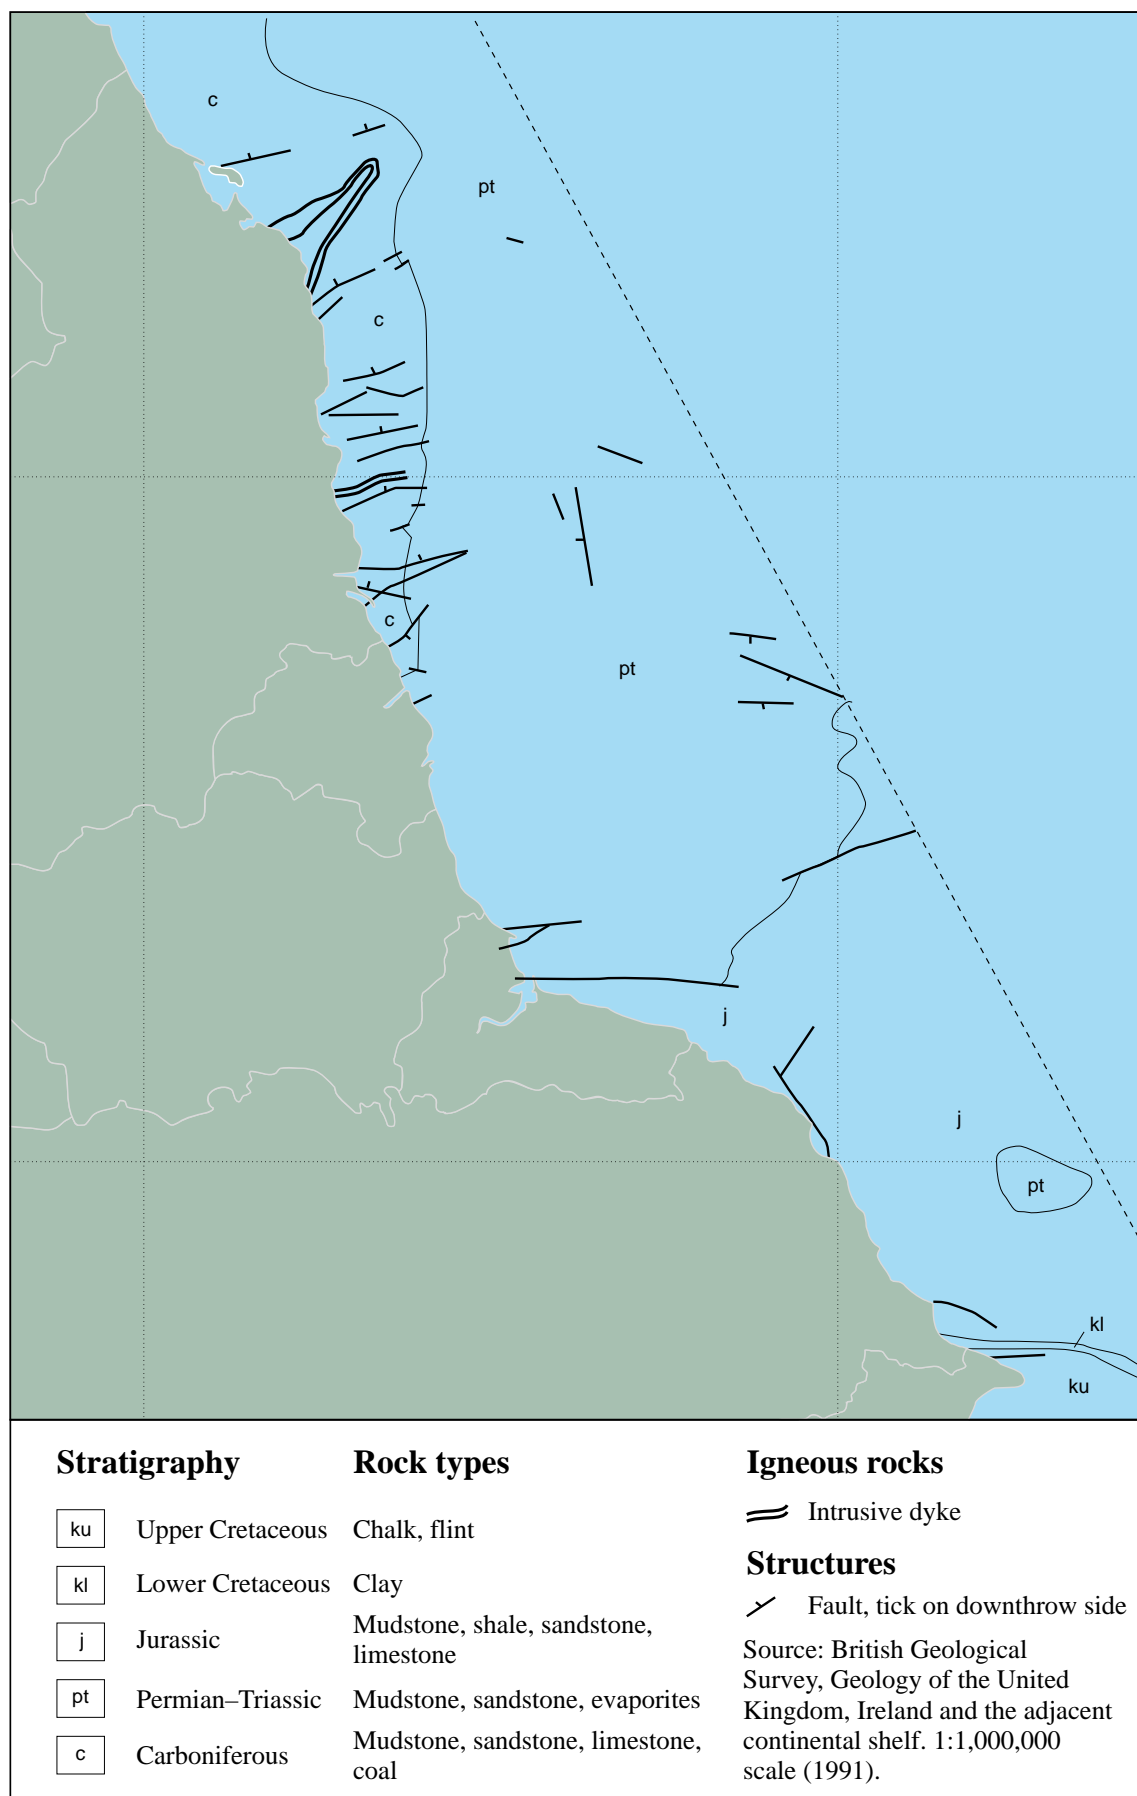 c
pt
c
c
pt
j
j
pt
kl
ku
Stratigraphy
Rock types
ku
Upper Cretaceous
Chalk, flint
kl
Lower Cretaceous
Clay
j
Jurassic
Mudstone, shale, sandstone,
limestone
pt
Permian–Triassic
Mudstone, sandstone, evaporites
c
Carboniferous
Mudstone, sandstone, limestone,
coal
Igneous rocks
Intrusive dyke
Structures
Fault, tick on downthrow side
Source: British Geological
Survey, Geology of the United
Kingdom, Ireland and the adjacent
continental shelf. 1:1,000,000
scale (1991).